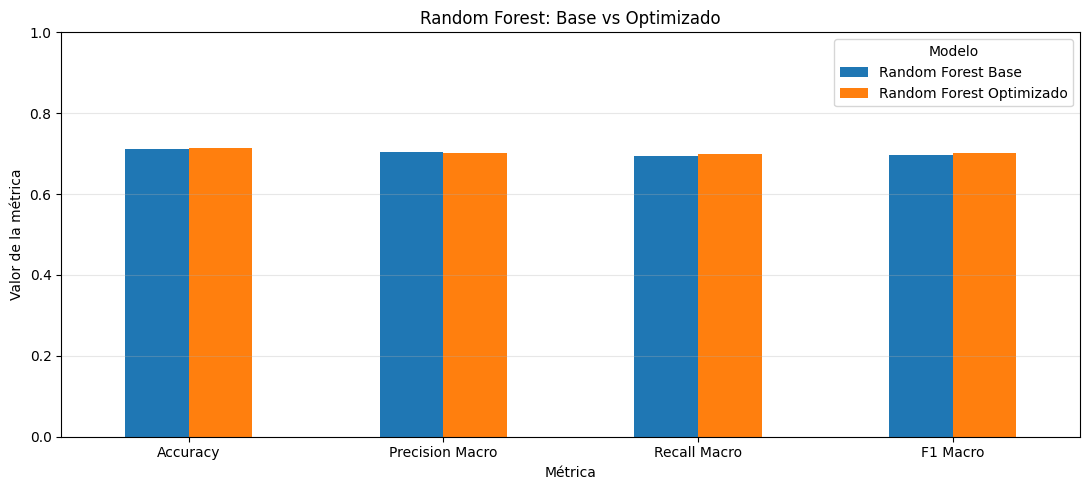 Random Forest: Base vs Optimizado
Modelo
Random Forest Base
Random Forest Optimizado
Valor de la métrica
1.0
0.8
0.6
0.4
0.2
0.0
Accuracy
Precision Macro
Recall Macro
F1 Macro
Métrica